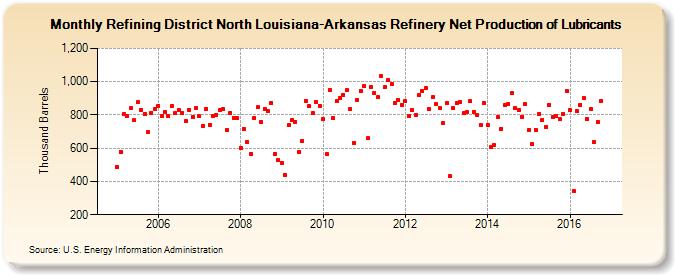 Monthly Refining District North Louisiana-Arkansas Refinery Net Production of Lubricants
Thousand Barrels
1,200
1,000
800
600
400
200
2006 2008 2010 2012 2014 2016
Source: U.S. Energy Information Administration